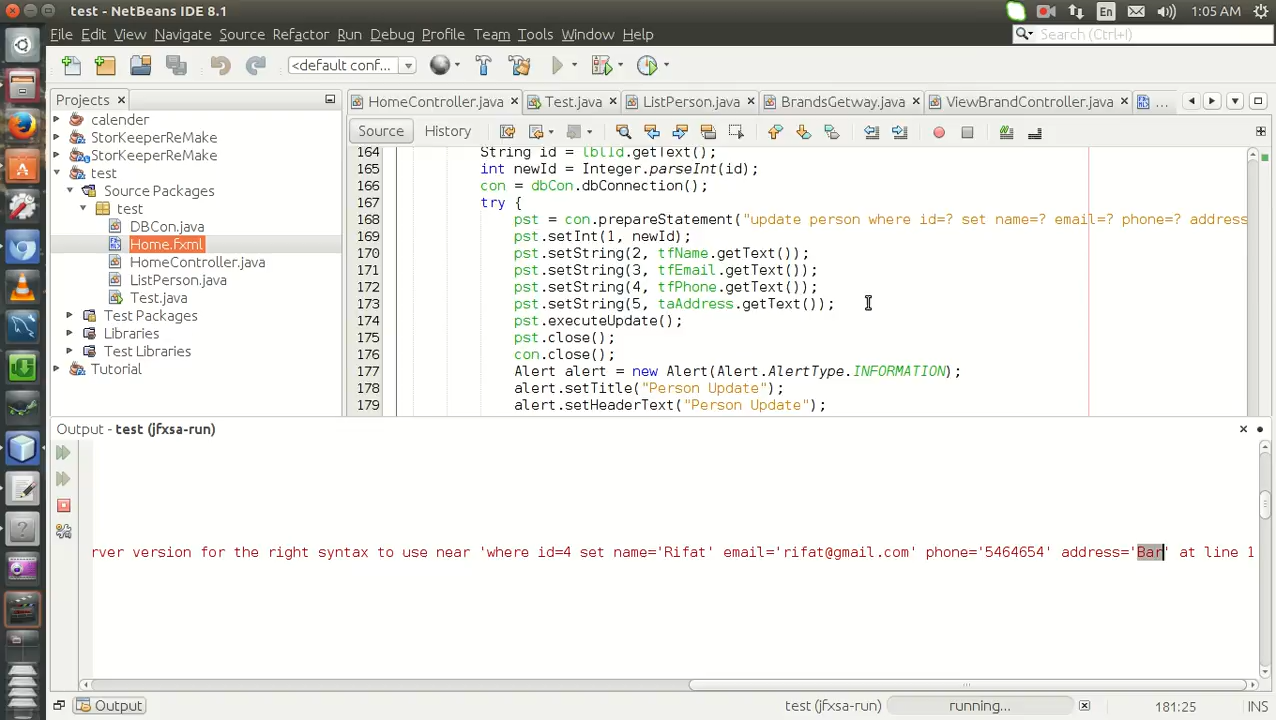 test - NetBeans IDE 8.1
En
1:05 AM
File Edit View Navigate Source Refactor Run Debug Profile Team Tools Window Help
Search (Ctrl+I)
<default conf...
Projects
HomeController.java
Test.java
ListPerson.java
BrandsGetway.java
ViewBrandController.java
...
calender
StorKeeperReMake
StorKeeperReMake
test
Source Packages
test
DBCon.java
Home.fxml
HomeController.java
ListPerson.java
Test.java
Test Packages
Libraries
Test Libraries
Tutorial
Source History
164 String id = lblId.getText();
165 int newId = Integer.parseInt(id);
166 con = dbCon.dbConnection();
167 try {
168 pst = con.prepareStatement("update person where id=? set name=? email=? phone=? address
169 pst.setInt(1, newId);
170 pst.setString(2, tfName.getText());
171 pst.setString(3, tfEmail.getText());
172 pst.setString(4, tfPhone.getText());
173 pst.setString(5, taAddress.getText());
174 pst.executeUpdate();
175 pst.close();
176 con.close();
177 Alert alert = new Alert(Alert.AlertType.INFORMATION);
178 alert.setTitle("Person Update");
179 alert.setHeaderText("Person Update");
Output - test (jfxsa-run)
rver version for the right syntax to use near 'where id=4 set name='Rifat' email='rifat@gmail.com' phone='5464654' address='Bar' at line 1
Output
test (jfxsa-run)
running...
181:25
INS